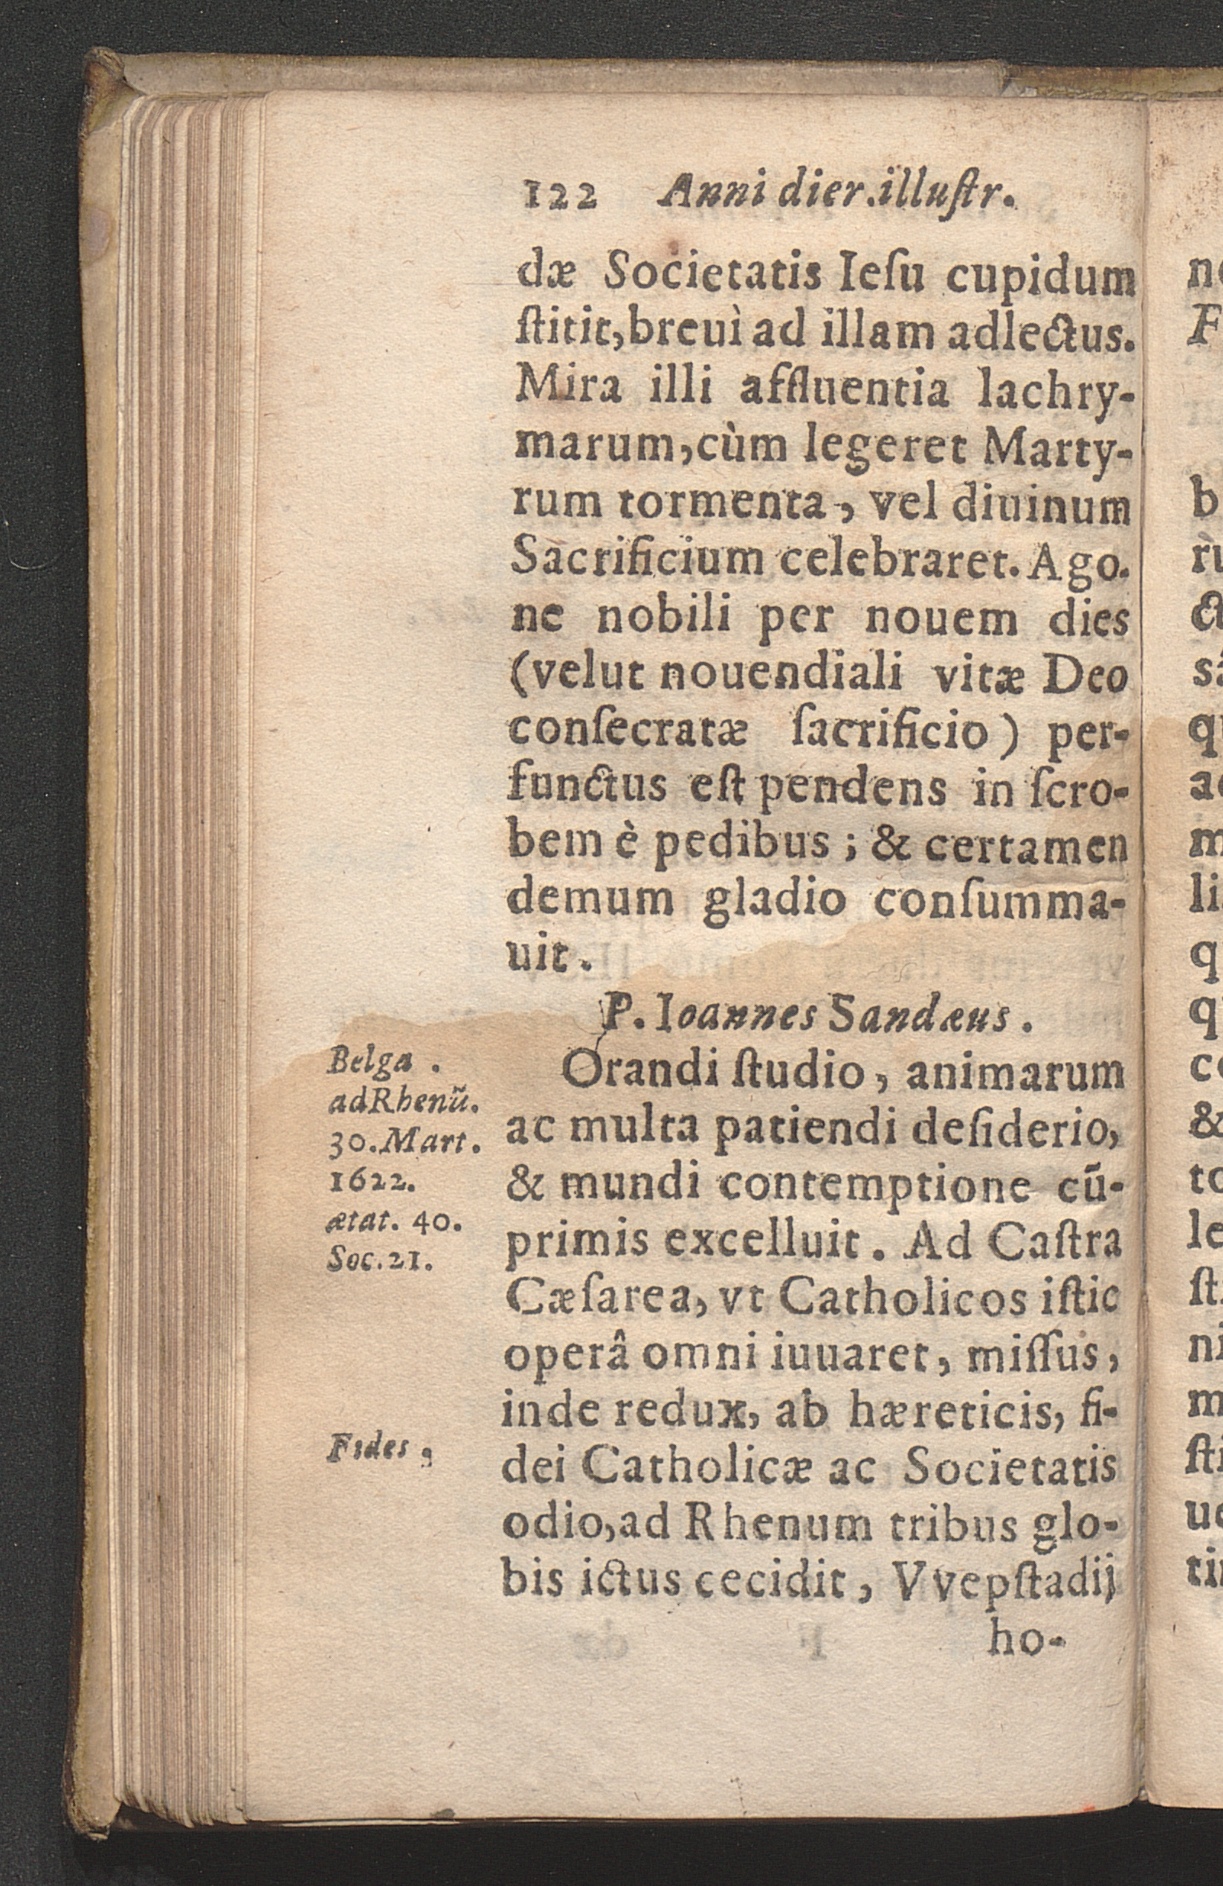 122 Anni dier.illuſtr.
dæ Societatis Ieſu cupidum
ſtitit,breuì ad illam adlectus.
Mira illi affluentia lachry-
marum,cùm legeret Marty-
rum tormenta, vel diuinum
Sacrificium celebraret. Ago.
ne nobili per nouem dies
(velut nouendiali vitæ Deo
conſecratæ ſacrificio) per-
functus eſt pendens in ſcro-
bem è pedibus; & certamen
demum gladio conſumma-
uit.
P. Ioannes Sandæus.
Belga.
ad Rhenũ.
30.Mart.
1622.
ætat. 40.
Soc.21.
Orandi ſtudio, animarum
ac multa patiendi deſiderio,
& mundi contemptione cũ-
primis excelluit. Ad Caſtra
Cæſarea, vt Catholicos iſtic
operâ omni iuuaret, miſſus,
inde redux, ab hæreticis, fi-
Fides,
dei Catholicæ ac Societatis
odio,ad Rhenum tribus glo-
bis ictus cecidit, Vvepſtadij
ho-